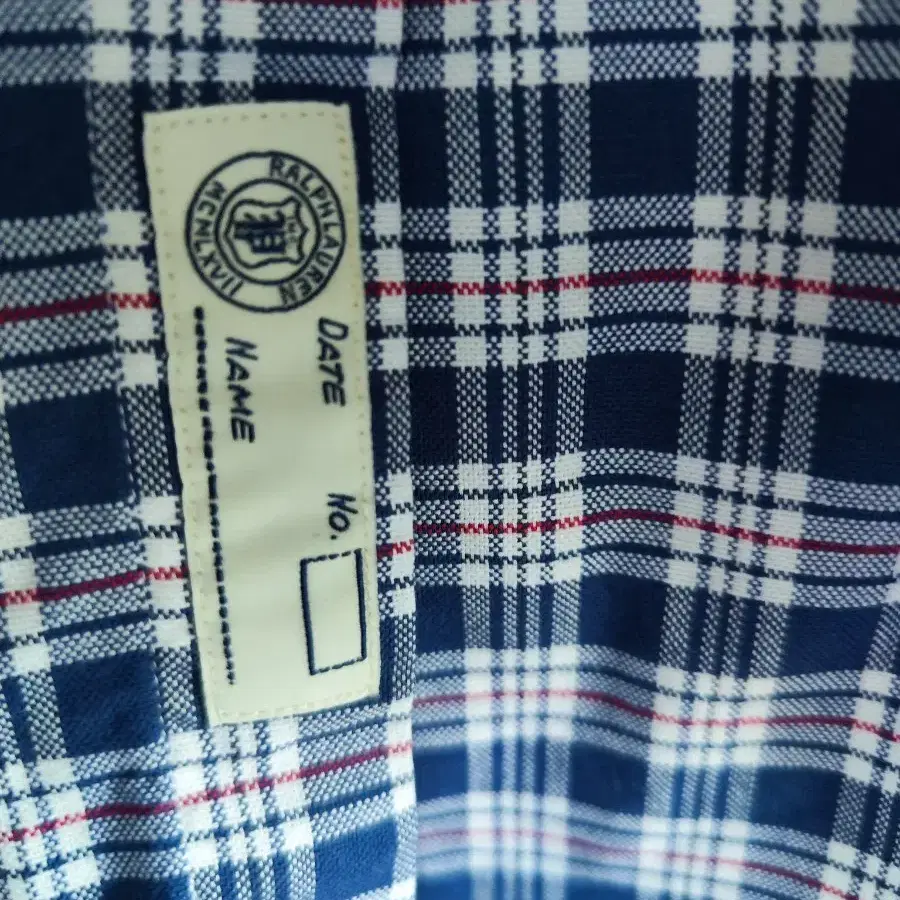 RALPH LAUREN
MCMLXVII
DATE
No.
NAME